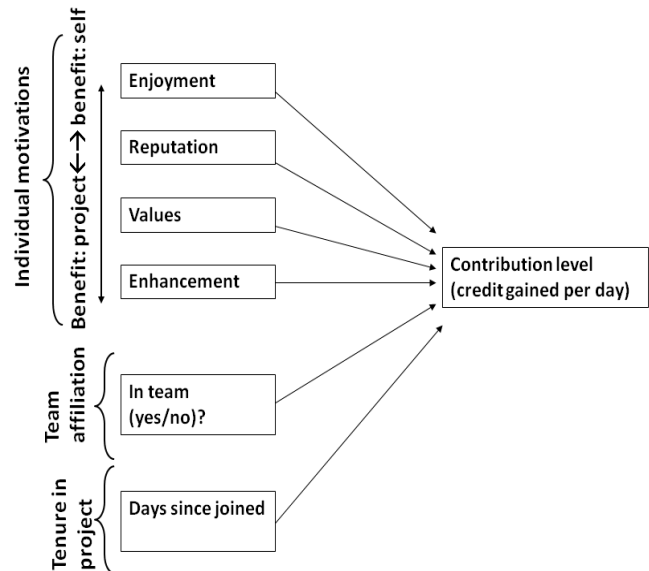 Individual motivations
Benefit: project ←→ benefit: self
Enjoyment
Reputation
Values
Enhancement
Contribution level
(credit gained per day)
Team
affiliation
In team
(yes/no)?
Tenure in
project
Days since joined